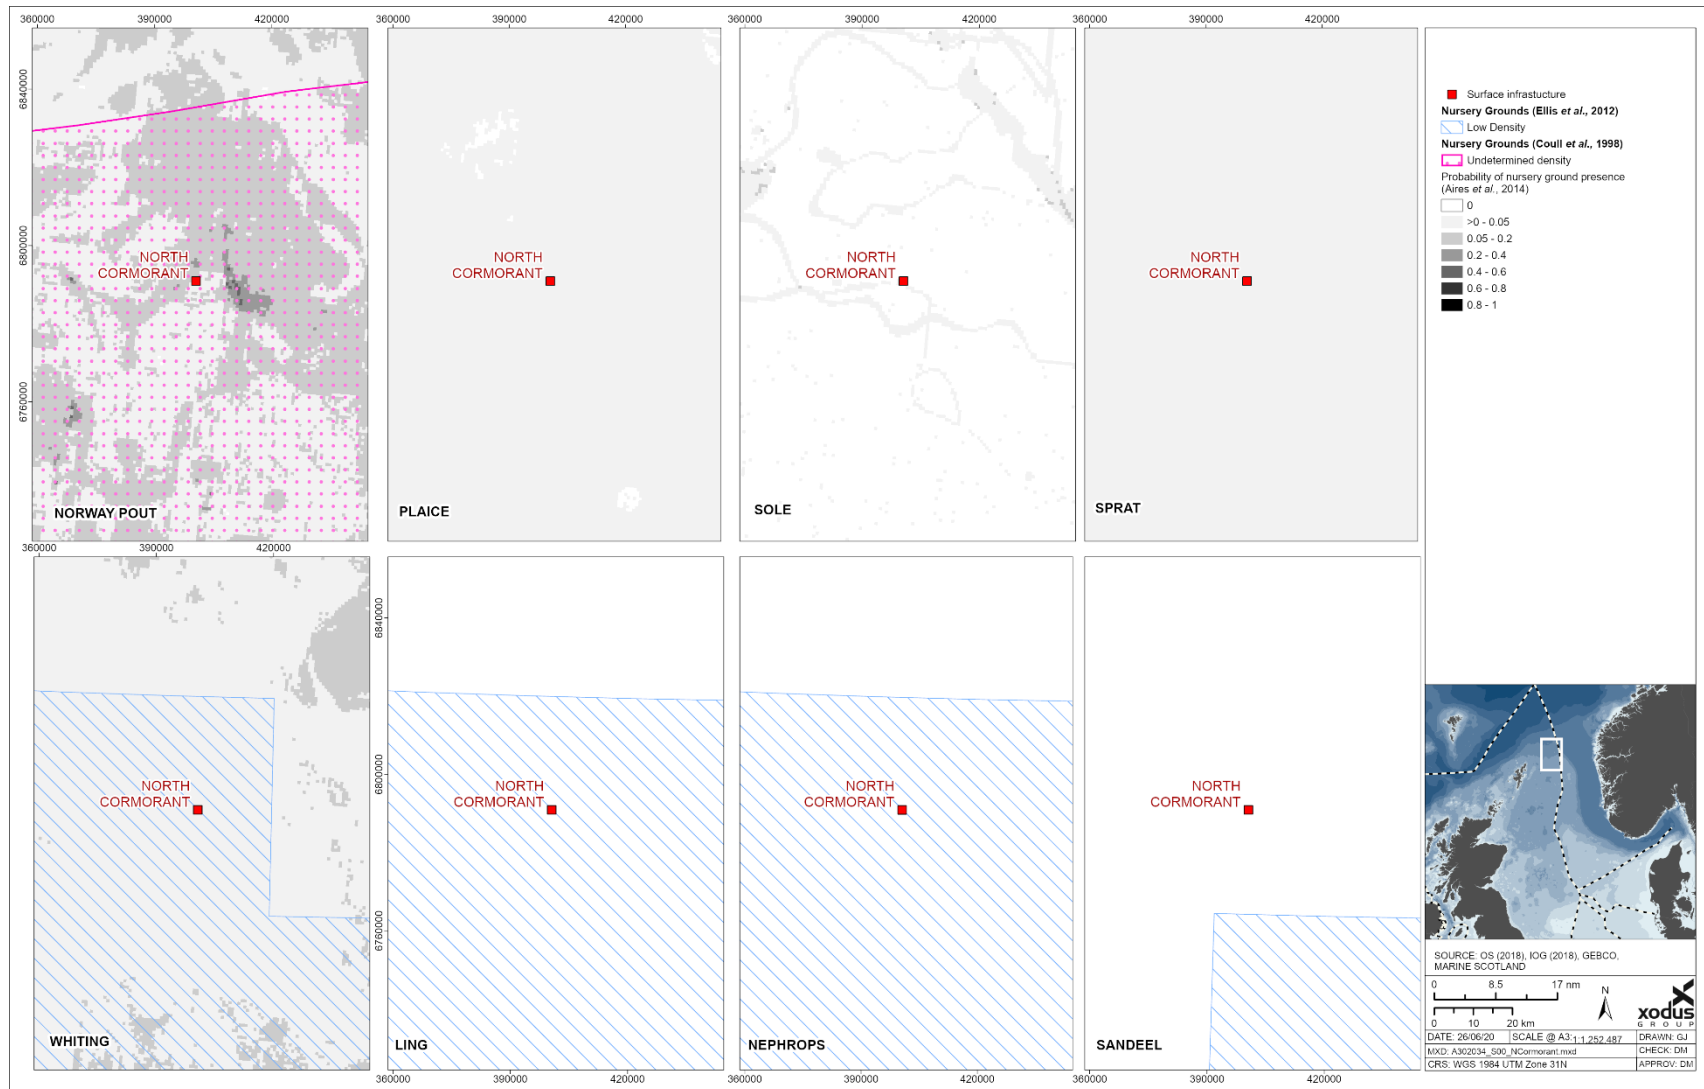 360000 390000 420000 360000 390000 420000 360000 390000 420000 360000 390000 420000
6840000
6800000
6760000
NORTH
CORMORANT
NORWAY POUT
NORTH
CORMORANT
PLAICE
NORTH
CORMORANT
SOLE
NORTH
CORMORANT
SPRAT
360000 390000 420000
NORTH
CORMORANT
WHITING
6840000
6800000
6760000
NORTH
CORMORANT
LING
NORTH
CORMORANT
NEPHROPS
NORTH
CORMORANT
SANDEEL
360000 390000 420000 360000 390000 420000 360000 390000 420000
Surface infrastucture
Nursery Grounds (Ellis et al., 2012)
Low Density
Nursery Grounds (Coull et al., 1998)
Undetermined density
Probability of nursery ground presence
(Aires et al., 2014)
0
>0 - 0.05
0.05 - 0.2
0.2 - 0.4
0.4 - 0.6
0.6 - 0.8
0.8 - 1
SOURCE: OS (2018), IOG (2018), GEBCO,
MARINE SCOTLAND
0 8.5 17 nm
0 10 20 km
N
xodus
GROUP
DATE: 26/06/20 SCALE @ A3:1:1,252,487 DRAWN: GJ
MXD: A302034_S00_NCormorant.mxd CHECK: DM
CRS: WGS 1984 UTM Zone 31N APPROV: DM